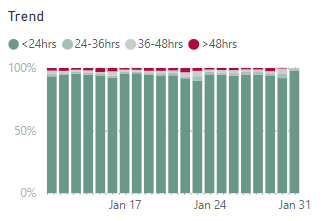 Trend
<24hrs 24-36hrs 36-48hrs >48hrs
100%
50%
0%
Jan 17 Jan 24 Jan 31